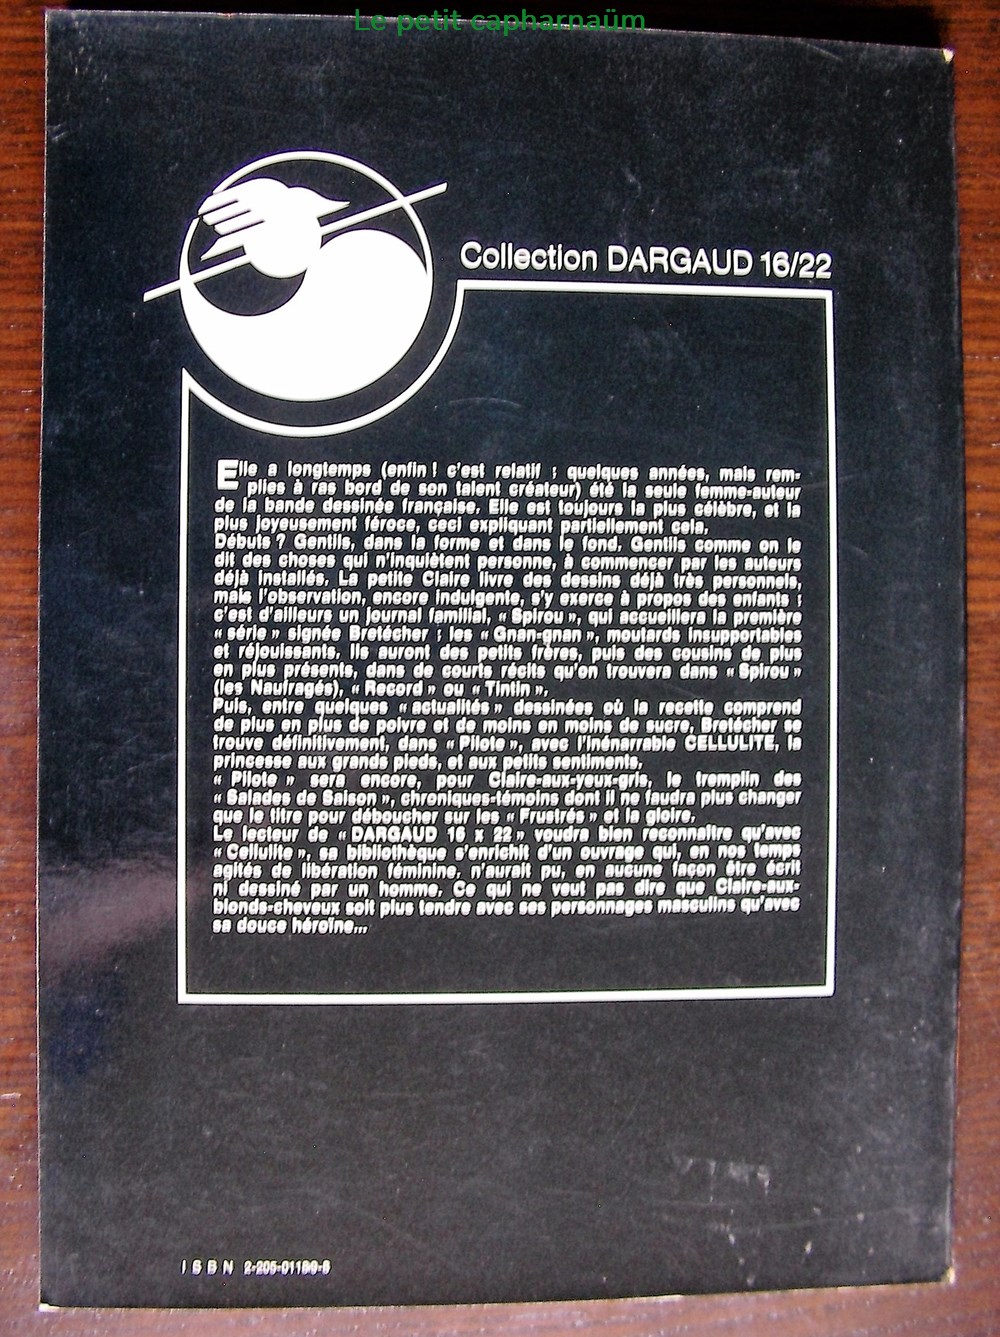 Le petit capharnaüm
Collection DARGAUD 16/22
Elle a longtemps (enfin ! c'est relatif : quelques années, mais rem-
plies à ras bord de son talent créateur) été la seule femme-auteur
de la bande dessinée française. Elle est toujours la plus célèbre, et la
plus joyeusement féroce, ceci expliquant partiellement cela.
Débuts ? Gentils, dans la forme et dans le fond. Gentils comme on le
dit des choses qui n'inquiètent personne, à commencer par les auteurs
déjà installés. La petite Claire livre des dessins déjà très personnels,
mais l'observation, encore indulgente, s'y exerce à propos des enfants :
c'est d'ailleurs un journal familial, « Spirou », qui accueillera la première
« série » signée Bretécher : les « Gnan-gnan », moutards insupportables
et réjouissants. Ils auront des petits frères, puis des cousins de plus
en plus présents, dans de courts récits qu'on trouvera dans « Spirou »
(les Naufragés), « Record » ou « Tintin ».
Puis, entre quelques « actualités » dessinées où la recette comprend
de plus en plus de poivre et de moins en moins de sucre, Bretécher se
trouve définitivement, dans « Pilote », avec l'inénarrable CELLULITE, la
princesse aux grands pieds, et aux petits sentiments.
« Pilote » sera encore, pour Claire-aux-yeux-gris, le tremplin des
« Salades de Saison », chroniques-témoins dont il ne faudra plus changer
que le titre pour déboucher sur les « Frustrés » et la gloire.
Le lecteur de « DARGAUD 16 x 22 » voudra bien reconnaître qu'avec
« Cellulite », sa bibliothèque s'enrichit d'un ouvrage qui, en nos temps
agités de libération féminine, n'aurait pu, en aucune façon être écrit
ni dessiné par un homme. Ce qui ne veut pas dire que Claire-aux-
blonds-cheveux soit plus tendre avec ses personnages masculins qu'avec
sa douce héroïne...
ISBN